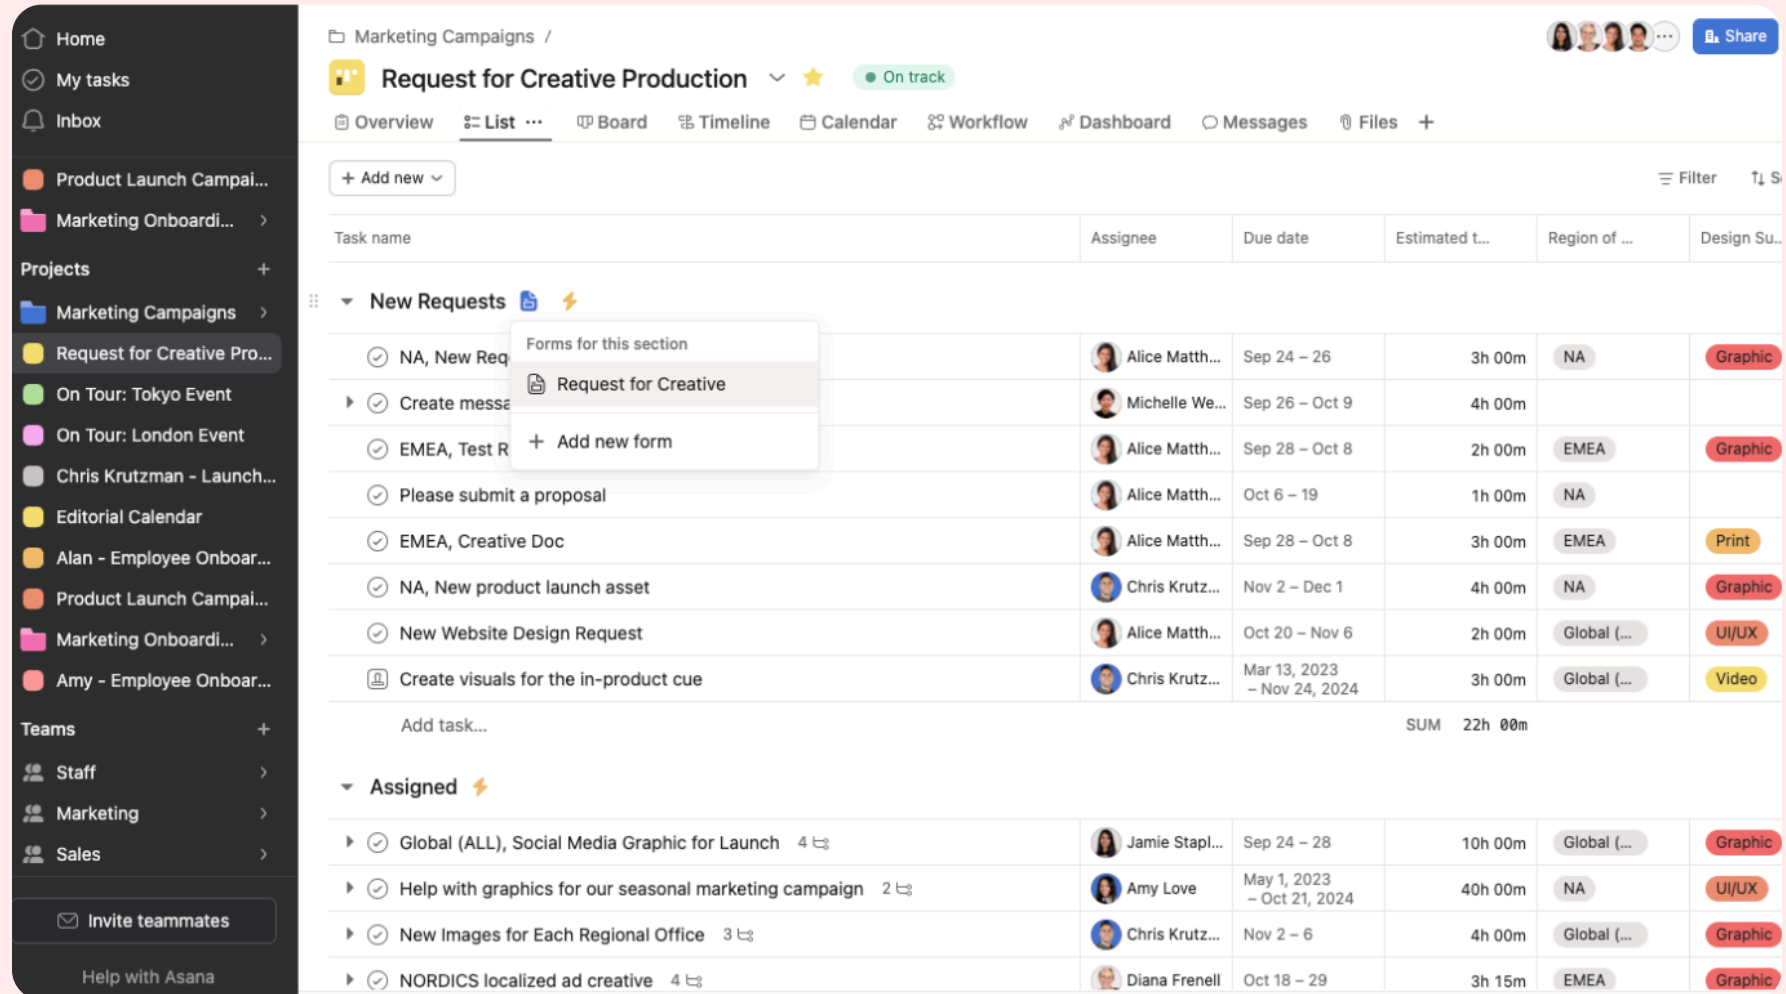 Home
My tasks
Inbox
Product Launch Campai...
Marketing Onboardi...
Projects
Marketing Campaigns
Request for Creative Pro...
On Tour: Tokyo Event
On Tour: London Event
Chris Krutzman - Launch...
Editorial Calendar
Alan - Employee Onboar...
Product Launch Campai...
Marketing Onboardi...
Amy - Employee Onboar...
Teams
Staff
Marketing
Sales
Invite teammates
Help with Asana
Marketing Campaigns /
Share
Request for Creative Production
On track
Overview List ... Board Timeline Calendar Workflow Dashboard Messages Files +
+ Add new
Filter
Task name Assignee Due date Estimated t... Region of ... Design Su...
New Requests
Forms for this section
Request for Creative
+ Add new form
NA, New Req Alice Matth... Sep 24 – 26 3h 00m NA Graphic
Create messa Michelle We... Sep 26 – Oct 9 4h 00m
EMEA, Test R Alice Matth... Sep 28 – Oct 8 2h 00m EMEA Graphic
Please submit a proposal Alice Matth... Oct 6 – 19 1h 00m NA
EMEA, Creative Doc Alice Matth... Sep 28 – Oct 8 3h 00m EMEA Print
NA, New product launch asset Chris Krutz... Nov 2 – Dec 1 4h 00m NA Graphic
New Website Design Request Alice Matth... Oct 20 – Nov 6 2h 00m Global (... UI/UX
Create visuals for the in-product cue Chris Krutz... Mar 13, 2023 – Nov 24, 2024 3h 00m Global (... Video
Add task... SUM 22h 00m
Assigned
Global (ALL), Social Media Graphic for Launch 4 Jamie Stapl... Sep 24 – 28 10h 00m Global (... Graphic
Help with graphics for our seasonal marketing campaign 2 Amy Love May 1, 2023 – Oct 21, 2024 40h 00m NA UI/UX
New Images for Each Regional Office 3 Chris Krutz... Nov 2 – 6 4h 00m Global (... Graphic
NORDICS localized ad creative 4 Diana Frenell Oct 18 – 29 3h 15m EMEA Graphic